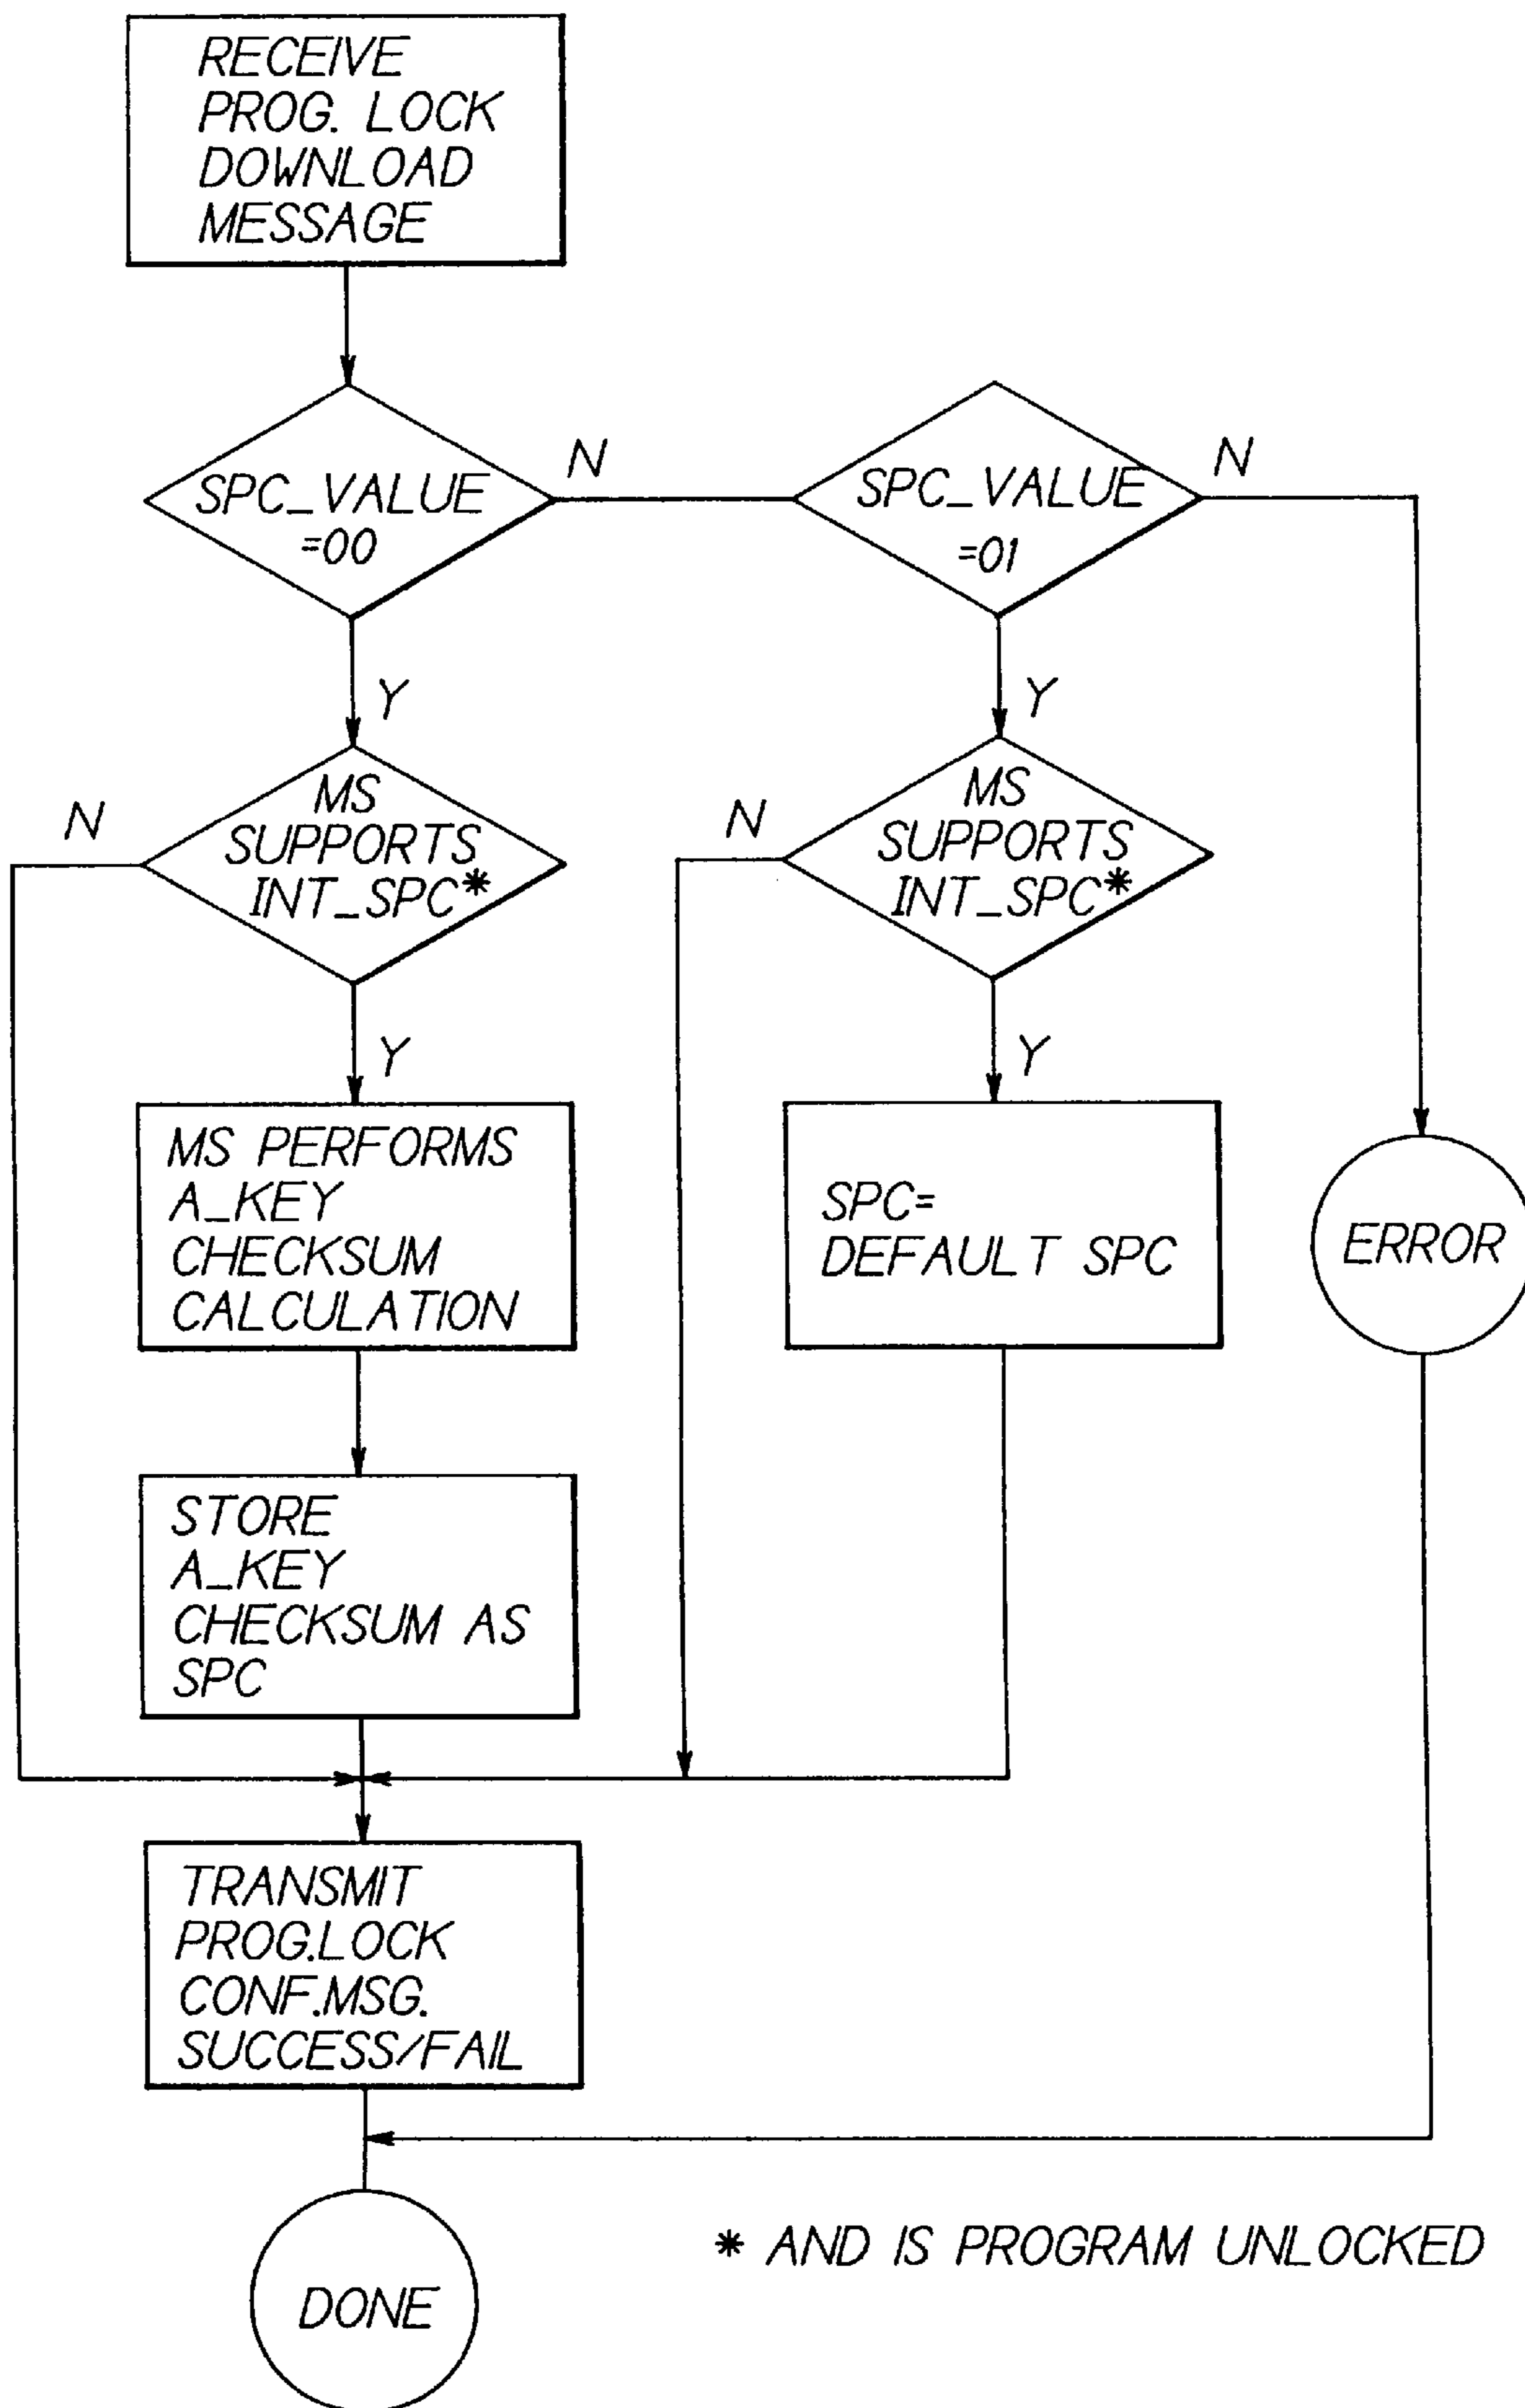 RECEIVE
PROG. LOCK
DOWNLOAD
MESSAGE
SPC_VALUE
=00
N
SPC_VALUE
=01
N
Y
Y
MS
SUPPORTS
INT_SPC*
N
MS
SUPPORTS
INT_SPC*
N
Y
Y
MS PERFORMS
A_KEY
CHECKSUM
CALCULATION
SPC=
DEFAULT SPC
ERROR
STORE
A_KEY
CHECKSUM AS
SPC
TRANSMIT
PROG.LOCK
CONF.MSG.
SUCCESS/FAIL
* AND IS PROGRAM UNLOCKED
DONE